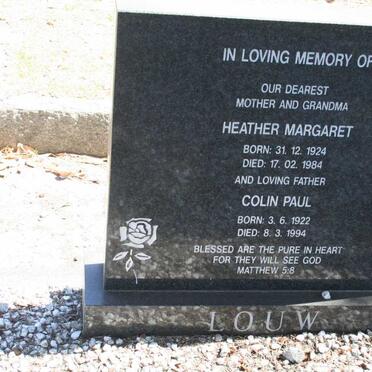 IN LOVING MEMORY OF
OUR DEAREST
MOTHER AND GRANDMA
HEATHER MARGARET
BORN: 31. 12. 1924
DIED: 17. 02. 1984
AND LOVING FATHER
COLIN PAUL
BORN: 3. 6. 1922
DIED: 8. 3. 1994
BLESSED ARE THE PURE IN HEART
FOR THEY WILL SEE GOD
MATTHEW 5:8
LOUW